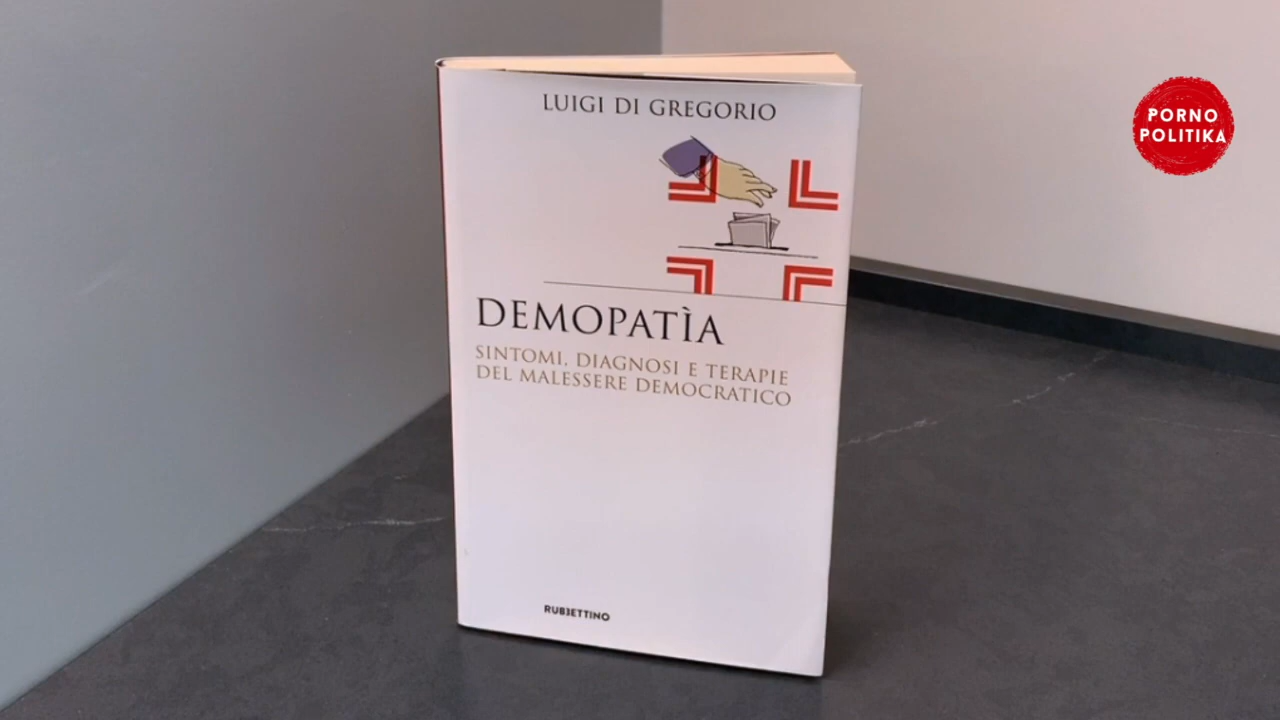 LUIGI DI GREGORIO
DEMOPATÌA
SINTOMI, DIAGNOSI E TERAPIE
DEL MALESSERE DEMOCRATICO
RUBBETTINO
PORNO
POLITIKA